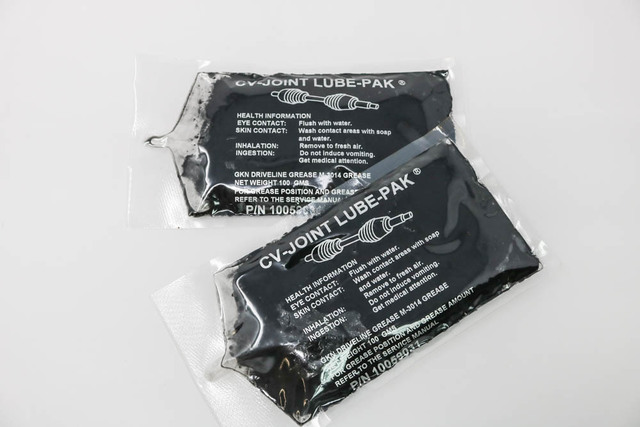 CV-JOINT LUBE-PAK ®
HEALTH INFORMATION
EYE CONTACT: Flush with water.
SKIN CONTACT: Wash contact areas with soap
and water.
INHALATION: Remove to fresh air.
INGESTION: Do not induce vomiting.
Get medical attention.
GKN DRIVELINE GREASE M-3014 GREASE
NET WEIGHT 100 GMS
FOR GREASE POSITION AND GREASE
REFER TO THE SERVICE MANUAL
P/N
CV-JOINT LUBE-PAK ®
HEALTH INFORMATION
EYE CONTACT: Flush with water.
SKIN CONTACT: Wash contact areas with soap
and water.
INHALATION: Remove to fresh air.
INGESTION: Do not induce vomiting.
Get medical attention.
GKN DRIVELINE GREASE M-3014 GREASE
WEIGHT 100 GMS
FOR GREASE POSITION AND GREASE AMOUNT
REFER TO THE SERVICE MANUAL
P/N 10059031